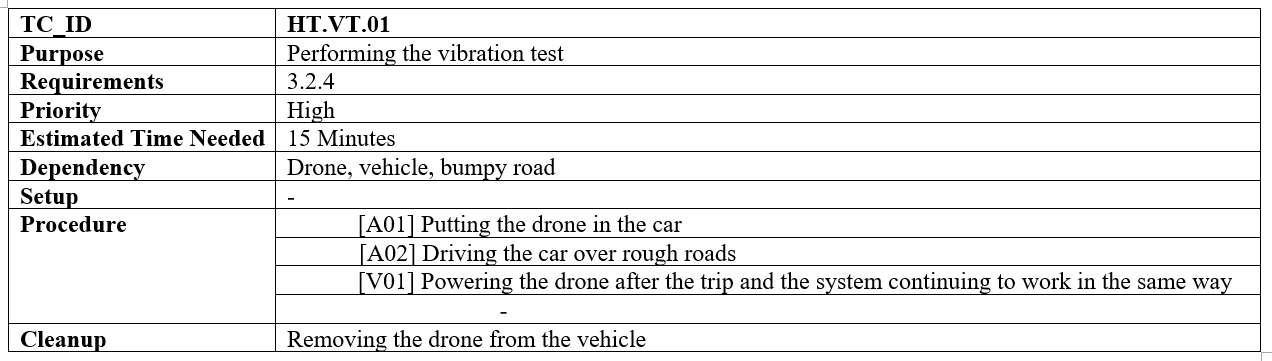 TC_ID HT.VT.01
Purpose Performing the vibration test
Requirements 3.2.4
Priority High
Estimated Time Needed 15 Minutes
Dependency Drone, vehicle, bumpy road
Setup -
Procedure [A01] Putting the drone in the car
[A02] Driving the car over rough roads
[V01] Powering the drone after the trip and the system continuing to work in the same way
-
Cleanup Removing the drone from the vehicle